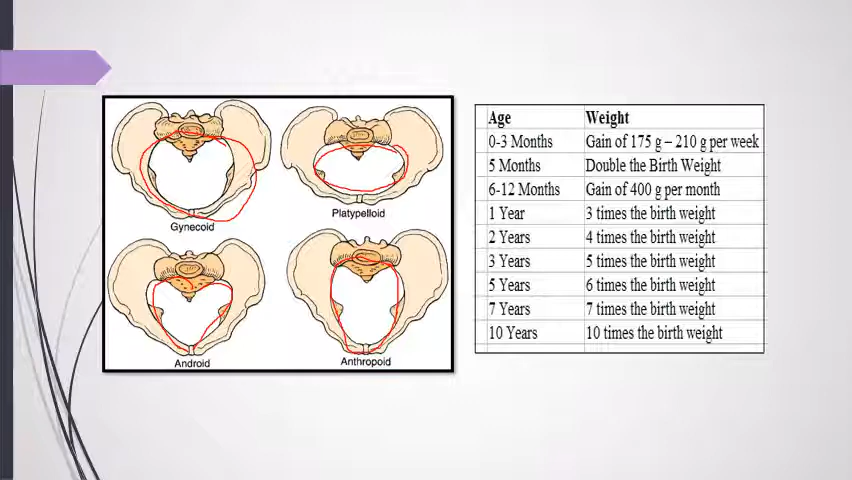 Gynecoid
Platypelloid
Android
Anthropoid
Age Weight
0-3 Months Gain of 175 g – 210 g per week
5 Months Double the Birth Weight
6-12 Months Gain of 400 g per month
1 Year 3 times the birth weight
2 Years 4 times the birth weight
3 Years 5 times the birth weight
5 Years 6 times the birth weight
7 Years 7 times the birth weight
10 Years 10 times the birth weight